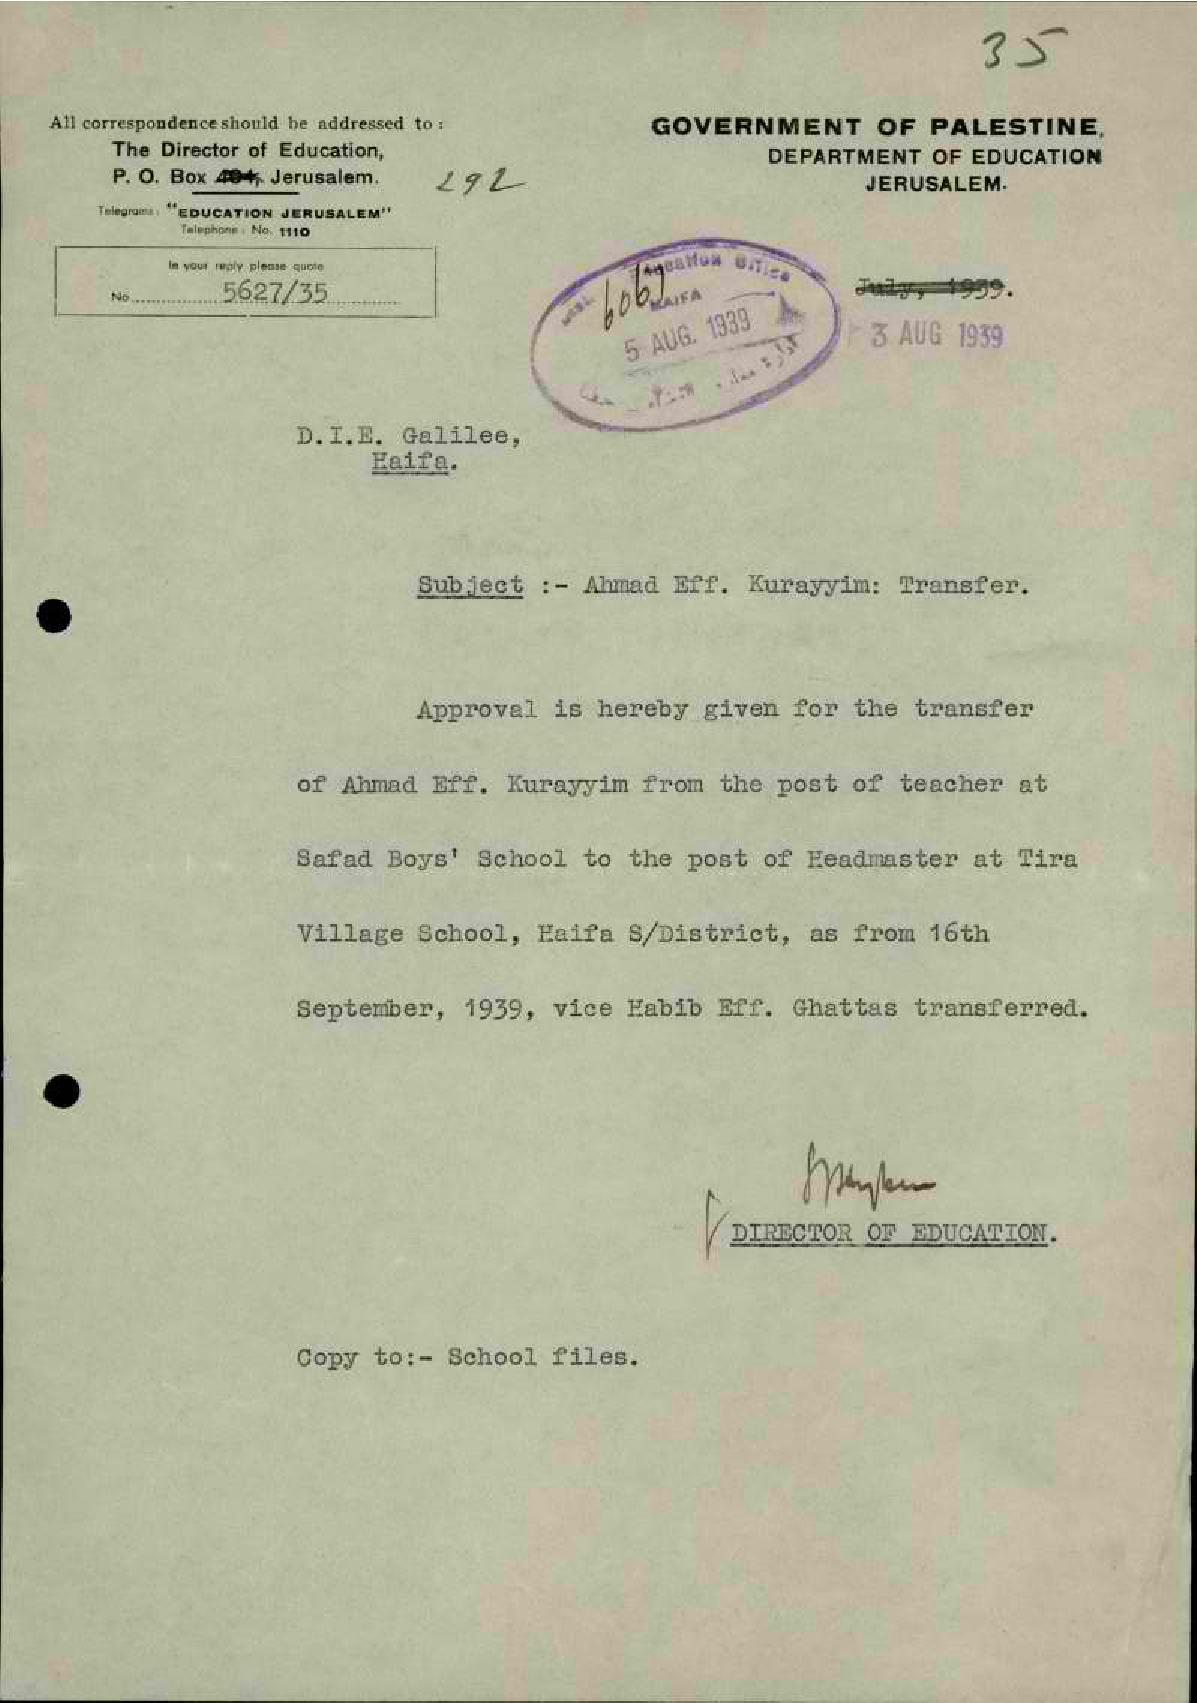 35
All correspondence should be addressed to :
The Director of Education,
P. O. Box 404, Jerusalem.
292
Telegrams: "EDUCATION JERUSALEM"
Telephone: No. 1110
In your reply please quote
No. 5627/35
GOVERNMENT OF PALESTINE,
DEPARTMENT OF EDUCATION
JERUSALEM.
July, 1939.
3 AUG 1939
Education Office
6067
HAIFA
5 AUG. 1939
D.I.E. Galilee,
Haifa.
Subject :- Ahmad Eff. Kurayyim: Transfer.
Approval is hereby given for the transfer
of Ahmad Eff. Kurayyim from the post of teacher at
Safad Boys' School to the post of Headmaster at Tira
Village School, Haifa S/District, as from 16th
September, 1939, vice Habib Eff. Ghattas transferred.
DIRECTOR OF EDUCATION.
Copy to:- School files.